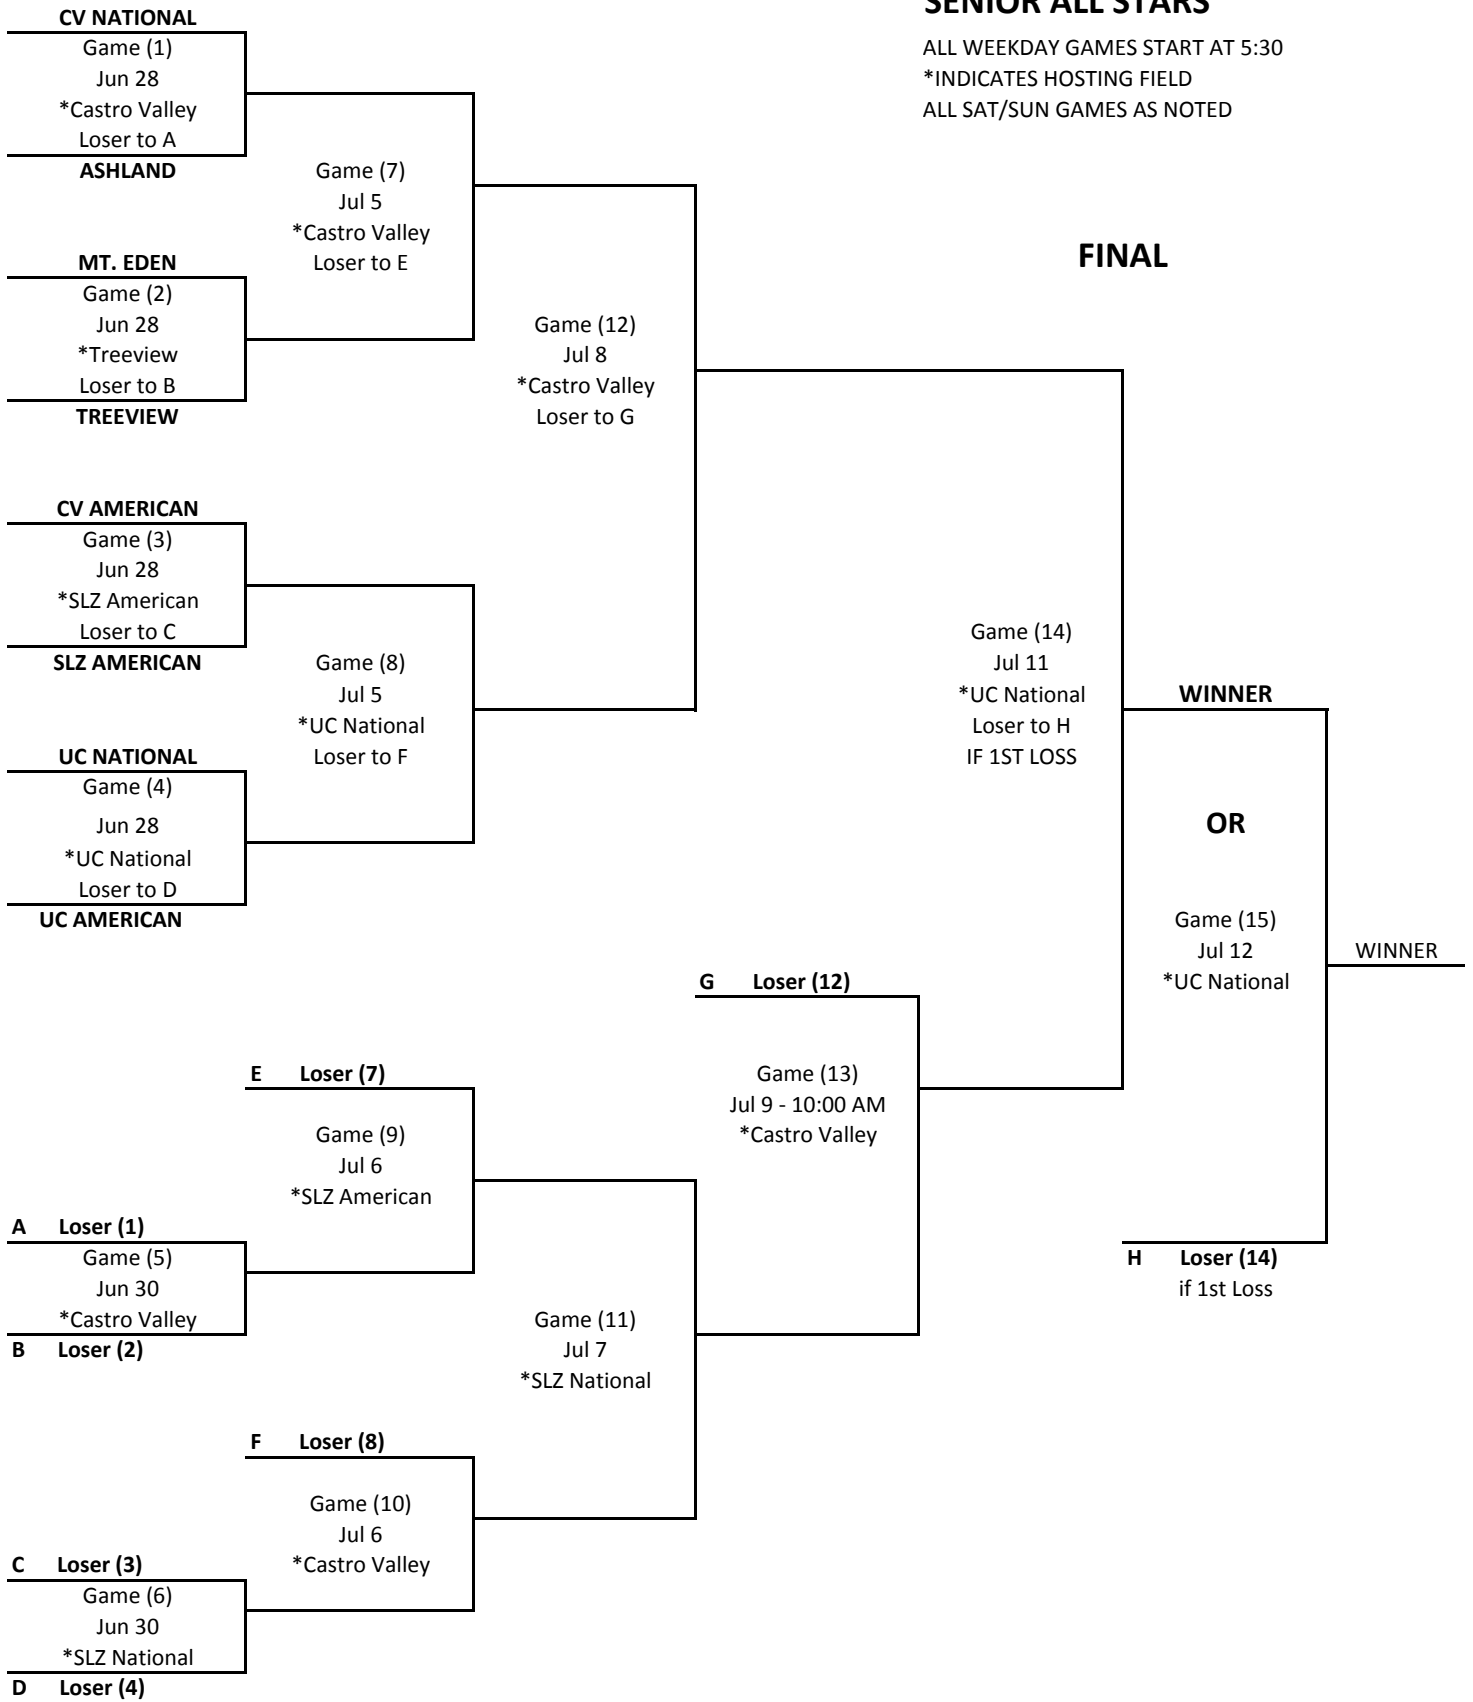 SENIOR ALL STARS
ALL WEEKDAY GAMES START AT 5:30
*INDICATES HOSTING FIELD
ALL SAT/SUN GAMES AS NOTED
CV NATIONAL
Game (1)
Jun 28
*Castro Valley
Loser to A
ASHLAND
MT. EDEN
Game (2)
Jun 28
*Treeview
Loser to B
TREEVIEW
CV AMERICAN
Game (3)
Jun 28
*SLZ American
Loser to C
SLZ AMERICAN
UC NATIONAL
Game (4)
Jun 28
*UC National
Loser to D
UC AMERICAN
Game (7)
Jul 5
*Castro Valley
Loser to E
Game (8)
Jul 5
*UC National
Loser to F
Game (12)
Jul 8
*Castro Valley
Loser to G
FINAL
Game (14)
Jul 11
*UC National
Loser to H
IF 1ST LOSS
WINNER
OR
Game (15)
Jul 12
*UC National
WINNER
H Loser (14)
if 1st Loss
G Loser (12)
Game (13)
Jul 9 - 10:00 AM
*Castro Valley
E Loser (7)
Game (9)
Jul 6
*SLZ American
A Loser (1)
Game (5)
Jun 30
*Castro Valley
B Loser (2)
Game (11)
Jul 7
*SLZ National
F Loser (8)
Game (10)
Jul 6
*Castro Valley
C Loser (3)
Game (6)
Jun 30
*SLZ National
D Loser (4)